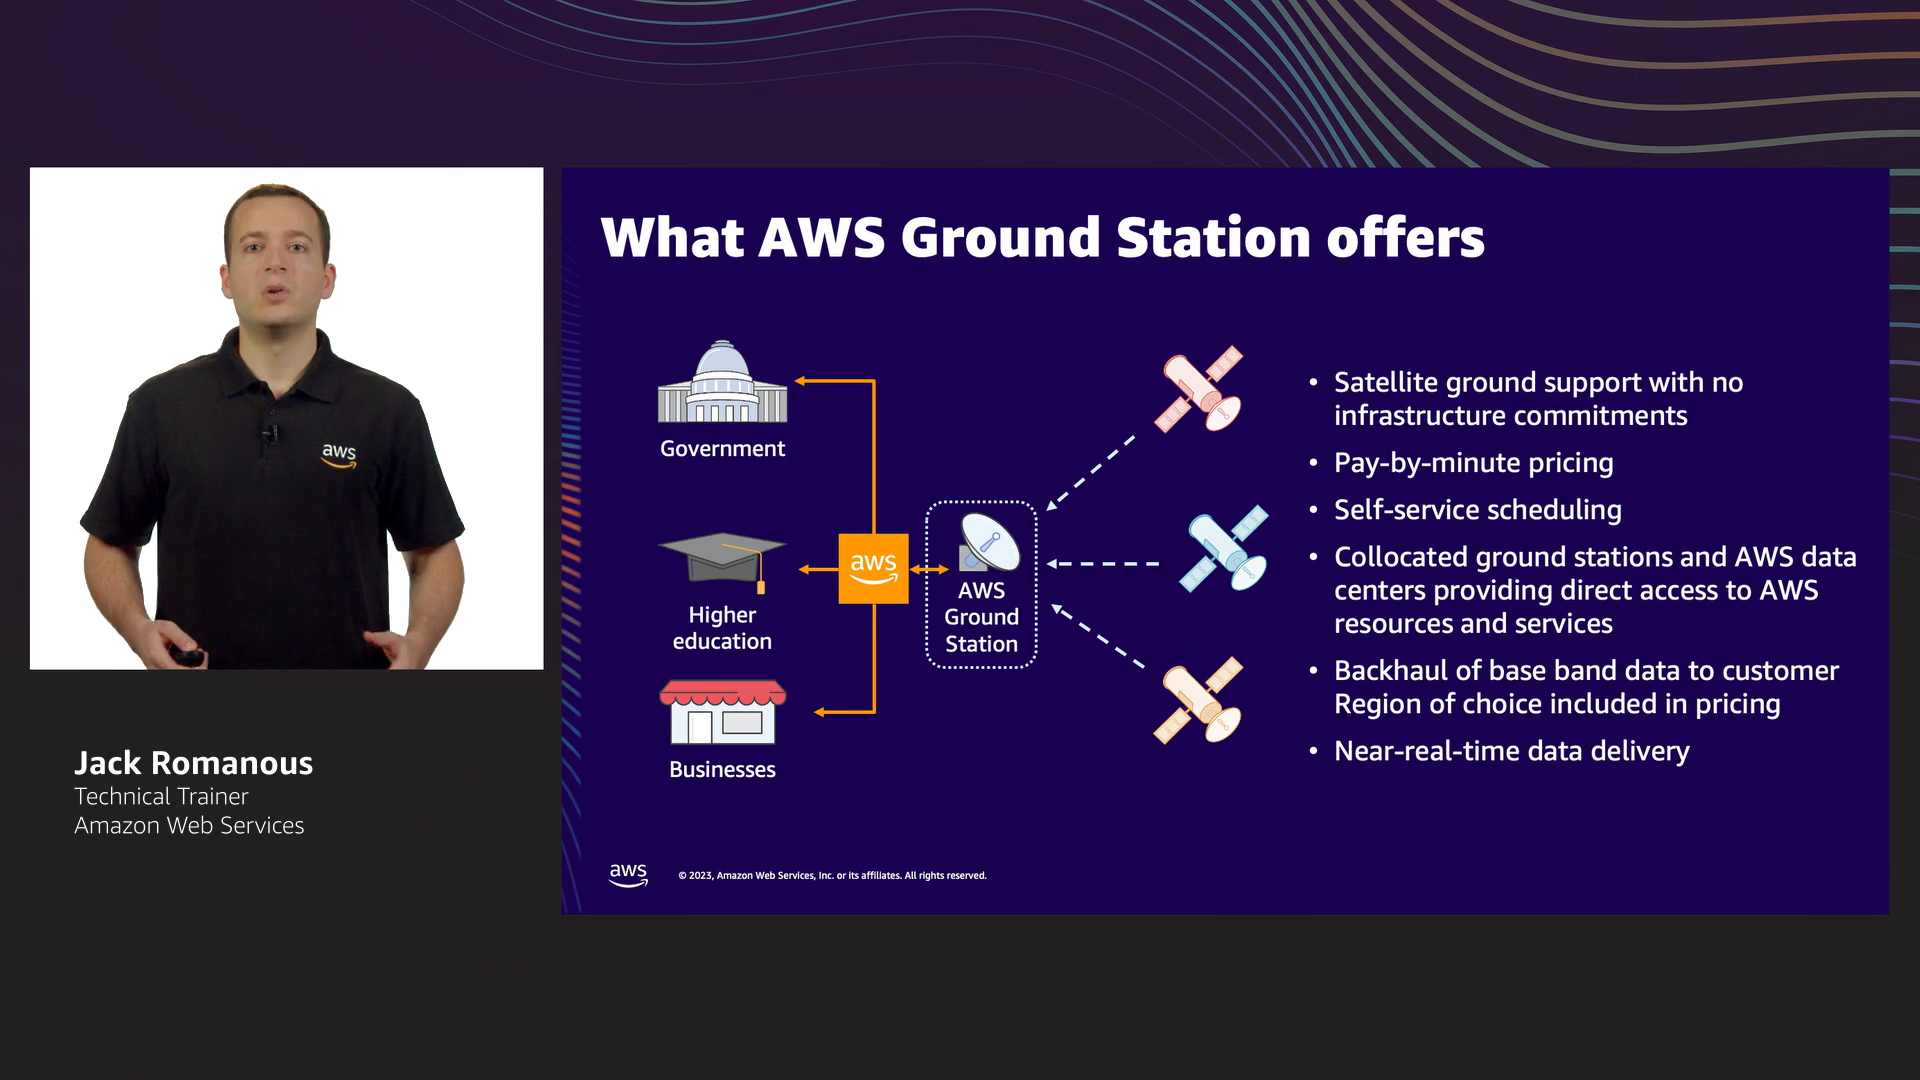 What AWS Ground Station offers
Government
Higher
education
Businesses
aws
AWS
Ground
Station
• Satellite ground support with no
infrastructure commitments
• Pay-by-minute pricing
• Self-service scheduling
• Collocated ground stations and AWS data
centers providing direct access to AWS
resources and services
• Backhaul of base band data to customer
Region of choice included in pricing
• Near-real-time data delivery
aws
© 2023, Amazon Web Services, Inc. or its affiliates. All rights reserved.
aws
Jack Romanous
Technical Trainer
Amazon Web Services